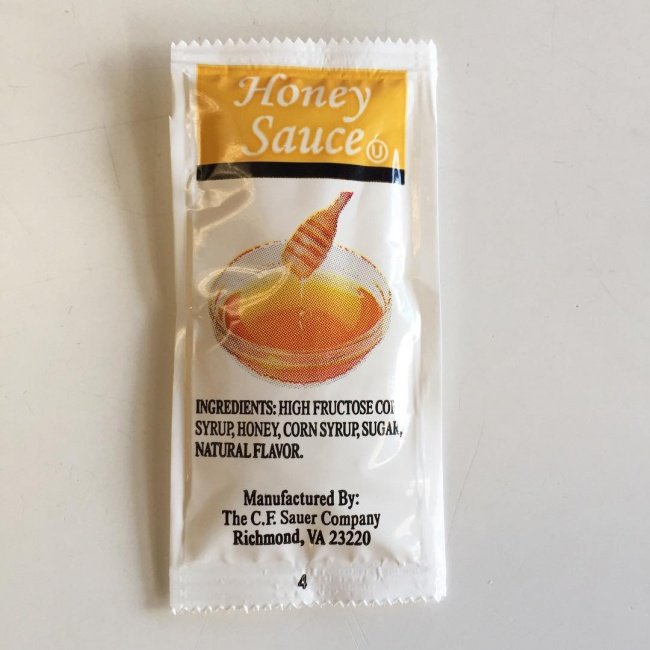 Honey
Sauce U
INGREDIENTS: HIGH FRUCTOSE
SYRUP, HONEY, CORN SYRUP, SUGAR,
NATURAL FLAVOR.
Manufactured By:
The C.F. Sauer Company
Richmond, VA 23220
4